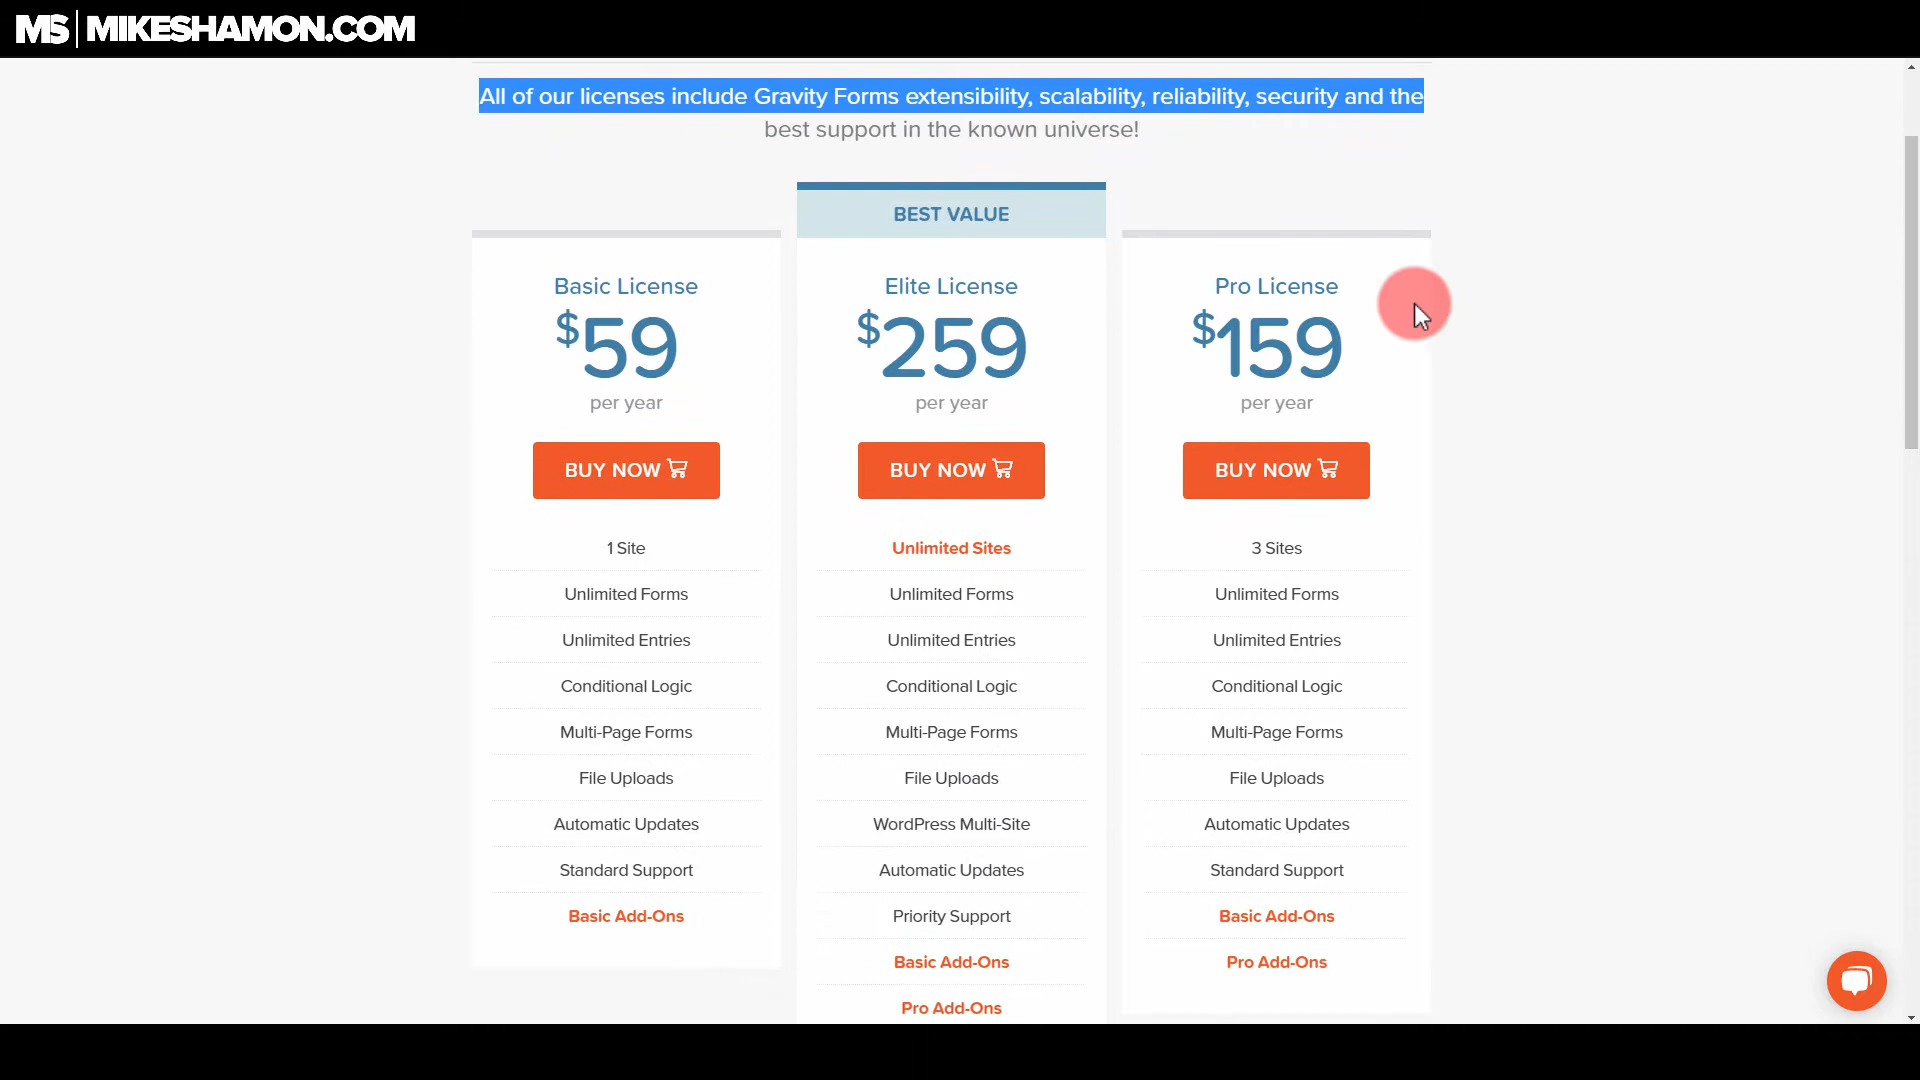 MS | MIKESHAMON.COM
All of our licenses include Gravity Forms extensibility, scalability, reliability, security and the
best support in the known universe!
Basic License
$59
per year
BUY NOW
1 Site
Unlimited Forms
Unlimited Entries
Conditional Logic
Multi-Page Forms
File Uploads
Automatic Updates
Standard Support
Basic Add-Ons
BEST VALUE
Elite License
$259
per year
BUY NOW
Unlimited Sites
Unlimited Forms
Unlimited Entries
Conditional Logic
Multi-Page Forms
File Uploads
WordPress Multi-Site
Automatic Updates
Priority Support
Basic Add-Ons
Pro Add-Ons
Pro License
$159
per year
BUY NOW
3 Sites
Unlimited Forms
Unlimited Entries
Conditional Logic
Multi-Page Forms
File Uploads
Automatic Updates
Standard Support
Basic Add-Ons
Pro Add-Ons